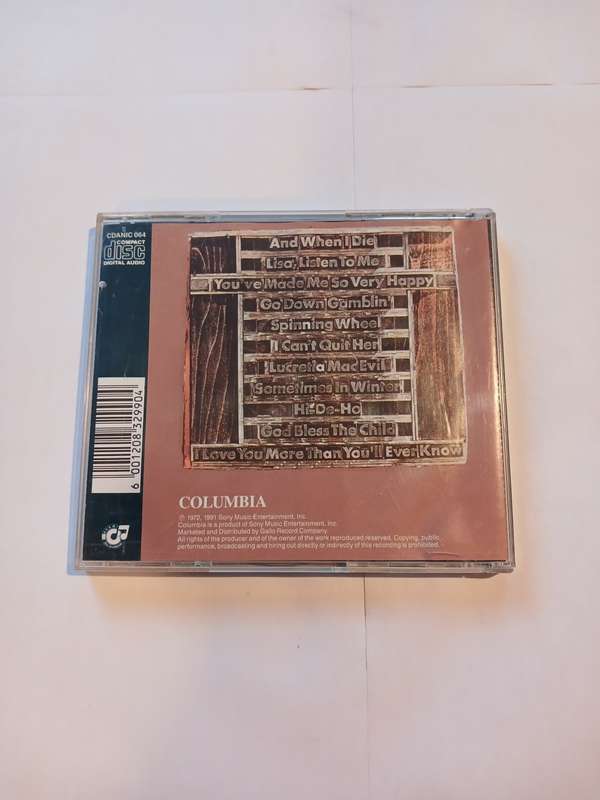 CDANIC 064
COMPACT
disc
DIGITAL AUDIO
And When I Die
Lisa, Listen To Me
You've Made Me So Very Happy
Go Down Gamblin'
Spinning Wheel
I Can't Quit Her
Lucretia Mac Evil
Sometimes In Winter
Hi-De-Ho
God Bless The Child
I Love You More Than You'll Ever Know
6 001208 329904
COLUMBIA
℗ 1972, 1991 Sony Music Entertainment, Inc.
Columbia is a product of Sony Music Entertainment, Inc.
Marketed and Distributed by Gallo Record Company
All rights of the producer and of the owner of the work reproduced reserved. Copying, public
performance, broadcasting and hiring out directly or indirectly of this recording is prohibited.